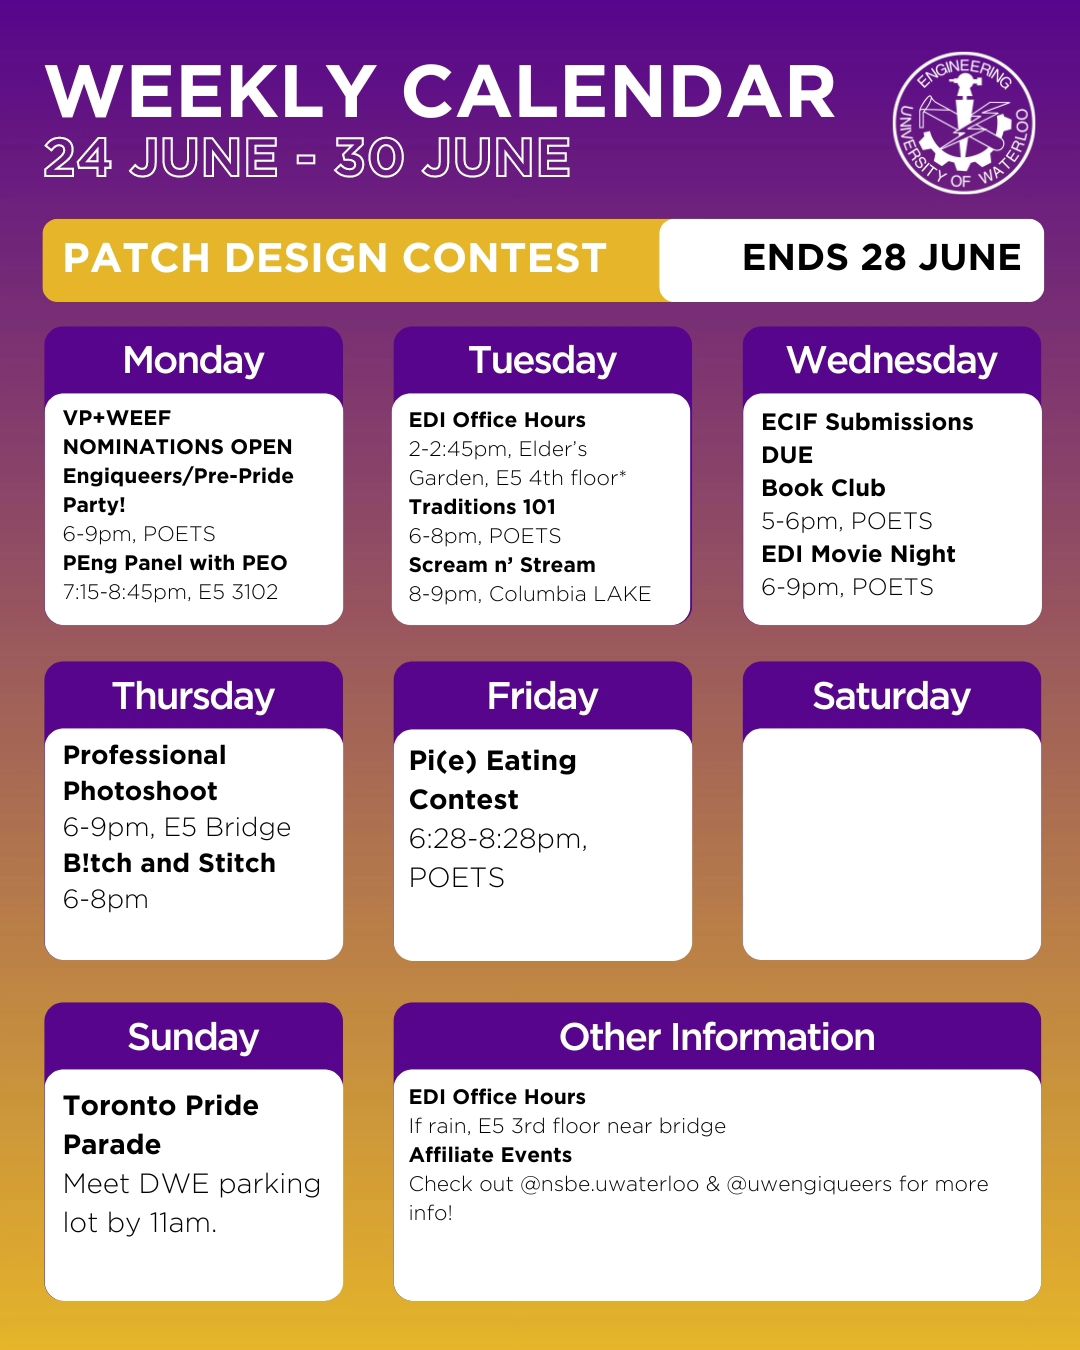 WEEKLY CALENDAR
24 JUNE - 30 JUNE
ENGINEERING
UNIVERSITY OF WATERLOO
PATCH DESIGN CONTEST
ENDS 28 JUNE
Monday
VP+WEEF
NOMINATIONS OPEN
Engiqueers/Pre-Pride
Party!
6-9pm, POETS
PEng Panel with PEO
7:15-8:45pm, E5 3102
Tuesday
EDI Office Hours
2-2:45pm, Elder's
Garden, E5 4th floor*
Traditions 101
6-8pm, POETS
Scream n' Stream
8-9pm, Columbia LAKE
Wednesday
ECIF Submissions
DUE
Book Club
5-6pm, POETS
EDI Movie Night
6-9pm, POETS
Thursday
Professional
Photoshoot
6-9pm, E5 Bridge
B!tch and Stitch
6-8pm
Friday
Pi(e) Eating
Contest
6:28-8:28pm,
POETS
Saturday
Sunday
Toronto Pride
Parade
Meet DWE parking
lot by 11am.
Other Information
EDI Office Hours
If rain, E5 3rd floor near bridge
Affiliate Events
Check out @nsbe.uwaterloo & @uwengiqueers for more
info!